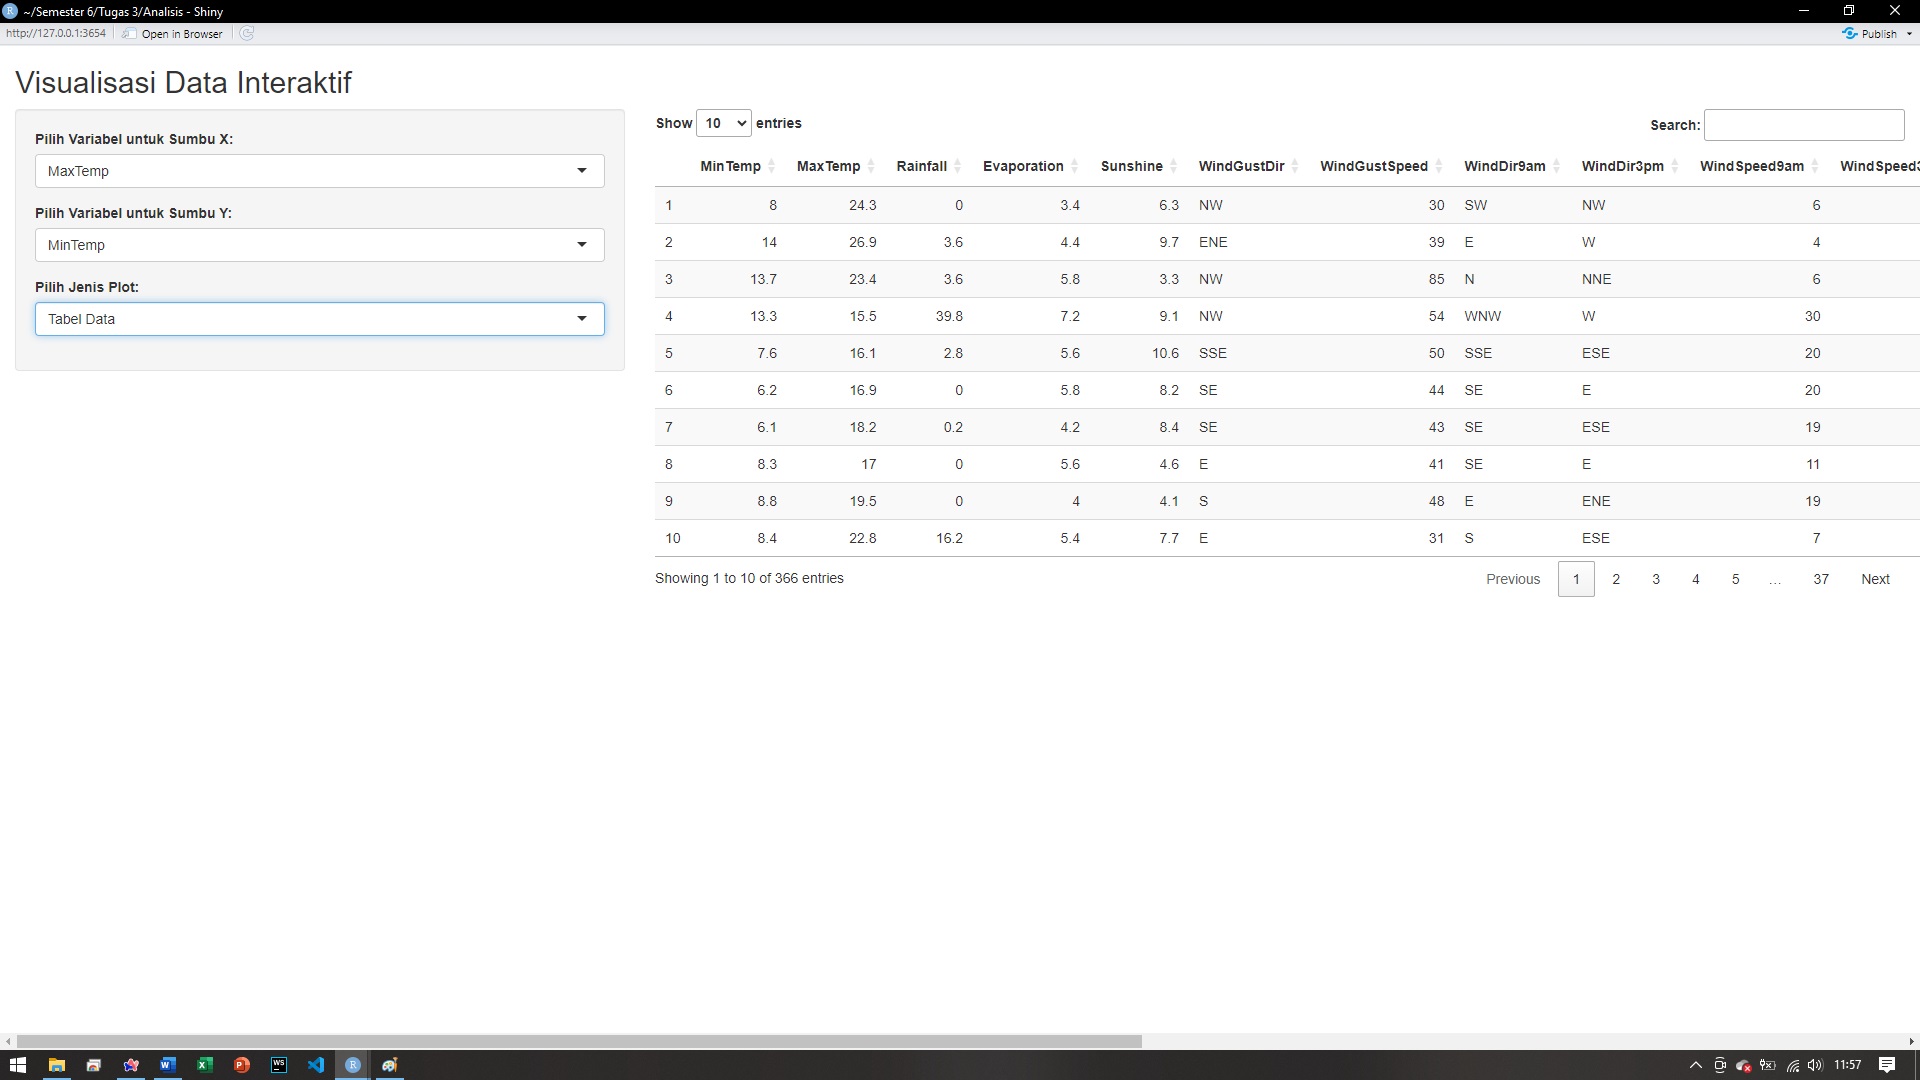 ~/Semester 6/Tugas 3/Analisis - Shiny
http://127.0.0.1:3654 Open in Browser Publish
Visualisasi Data Interaktif
Pilih Variabel untuk Sumbu X:
MaxTemp
Pilih Variabel untuk Sumbu Y:
MinTemp
Pilih Jenis Plot:
Tabel Data
Show 10 entries Search:
MinTemp MaxTemp Rainfall Evaporation Sunshine WindGustDir WindGustSpeed WindDir9am WindDir3pm WindSpeed9am WindSpeed3
1 8 24.3 0 3.4 6.3 NW 30 SW NW 6
2 14 26.9 3.6 4.4 9.7 ENE 39 E W 4
3 13.7 23.4 3.6 5.8 3.3 NW 85 N NNE 6
4 13.3 15.5 39.8 7.2 9.1 NW 54 WNW W 30
5 7.6 16.1 2.8 5.6 10.6 SSE 50 SSE ESE 20
6 6.2 16.9 0 5.8 8.2 SE 44 SE E 20
7 6.1 18.2 0.2 4.2 8.4 SE 43 SE ESE 19
8 8.3 17 0 5.6 4.6 E 41 SE E 11
9 8.8 19.5 0 4 4.1 S 48 E ENE 19
10 8.4 22.8 16.2 5.4 7.7 E 31 S ESE 7
Showing 1 to 10 of 366 entries Previous 1 2 3 4 5 … 37 Next
11:57